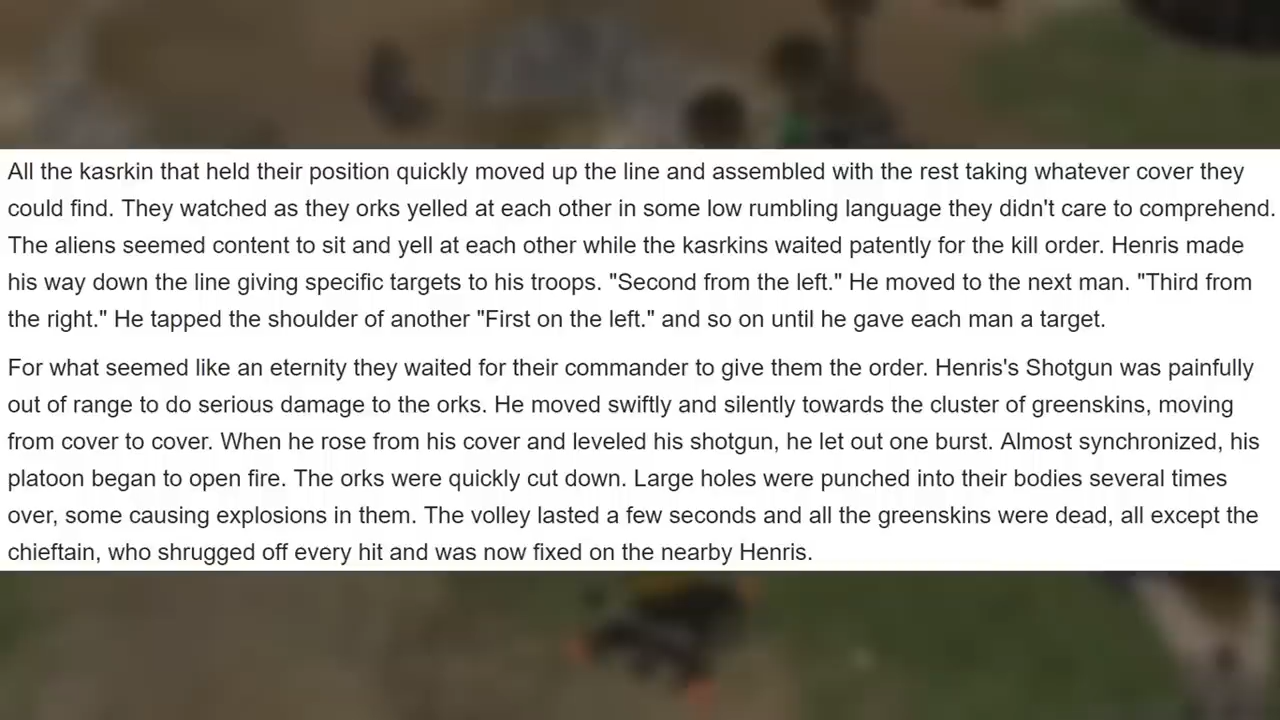 All the kasrkin that held their position quickly moved up the line and assembled with the rest taking whatever cover they
could find. They watched as they orks yelled at each other in some low rumbling language they didn't care to comprehend.
The aliens seemed content to sit and yell at each other while the kasrkins waited patently for the kill order. Henris made
his way down the line giving specific targets to his troops. "Second from the left." He moved to the next man. "Third from
the right." He tapped the shoulder of another "First on the left." and so on until he gave each man a target.
For what seemed like an eternity they waited for their commander to give them the order. Henris's Shotgun was painfully
out of range to do serious damage to the orks. He moved swiftly and silently towards the cluster of greenskins, moving
from cover to cover. When he rose from his cover and leveled his shotgun, he let out one burst. Almost synchronized, his
platoon began to open fire. The orks were quickly cut down. Large holes were punched into their bodies several times
over, some causing explosions in them. The volley lasted a few seconds and all the greenskins were dead, all except the
chieftain, who shrugged off every hit and was now fixed on the nearby Henris.